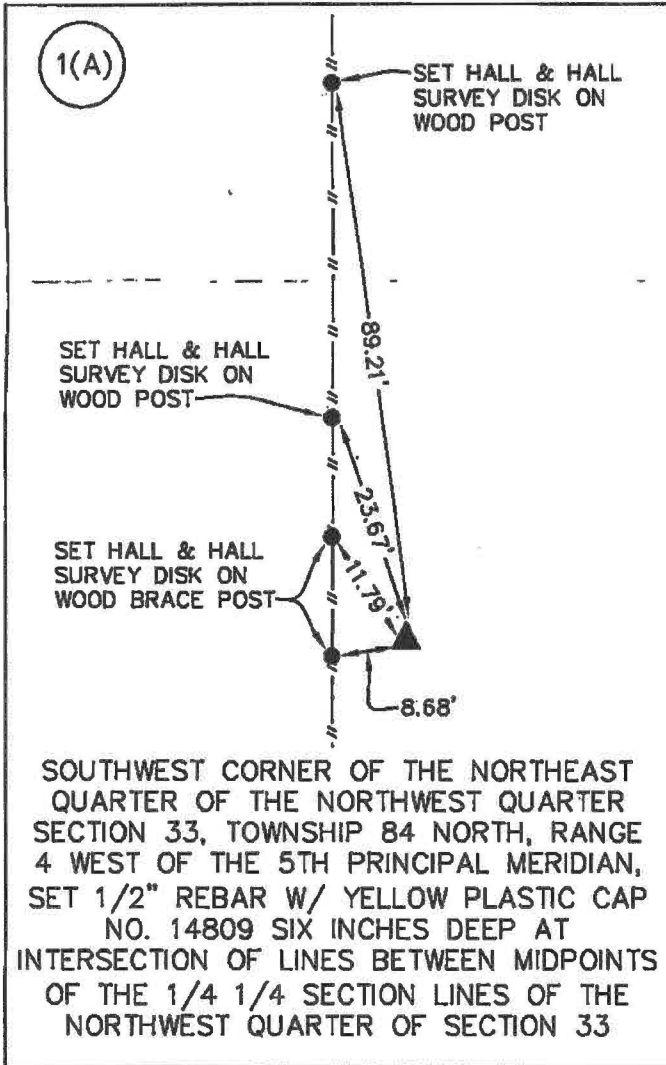 1(A)
SET HALL & HALL
SURVEY DISK ON
WOOD POST
89.21'
SET HALL & HALL
SURVEY DISK ON
WOOD POST
23.67'
SET HALL & HALL
SURVEY DISK ON
WOOD BRACE POST
11.79'
8.68'
SOUTHWEST CORNER OF THE NORTHEAST
QUARTER OF THE NORTHWEST QUARTER
SECTION 33, TOWNSHIP 84 NORTH, RANGE
4 WEST OF THE 5TH PRINCIPAL MERIDIAN,
SET 1/2" REBAR W/ YELLOW PLASTIC CAP
NO. 14809 SIX INCHES DEEP AT
INTERSECTION OF LINES BETWEEN MIDPOINTS
OF THE 1/4 1/4 SECTION LINES OF THE
NORTHWEST QUARTER OF SECTION 33